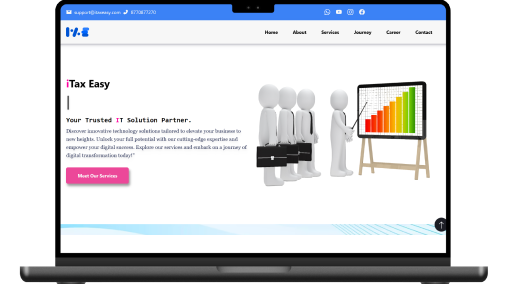 support@itaxeasy.com 8770877270
Home About Services Journey Career Contact
iTax Easy
Your Trusted IT Solution Partner.
Discover innovative technology solutions tailored to elevate your business to
new heights. Unlock your full potential with our cutting-edge expertise and
empower your digital success. Explore our services and embark on a journey of
digital transformation today!"
Meet Our Services